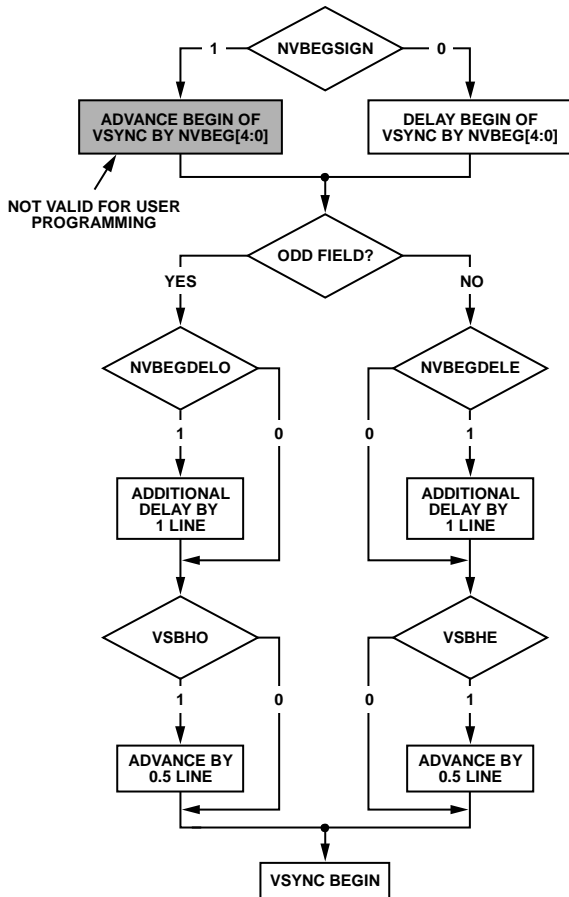 NVBEGSIGN
1
0
ADVANCE BEGIN OF
VSYNC BY NVBEG[4:0]
DELAY BEGIN OF
VSYNC BY NVBEG[4:0]
NOT VALID FOR USER
PROGRAMMING
ODD FIELD?
YES
NO
NVBEGDELO
NVBEGDELE
1
0
0
1
ADDITIONAL
DELAY BY
1 LINE
ADDITIONAL
DELAY BY
1 LINE
VSBHO
VSBHE
1
0
0
1
ADVANCE BY
0.5 LINE
ADVANCE BY
0.5 LINE
VSYNC BEGIN